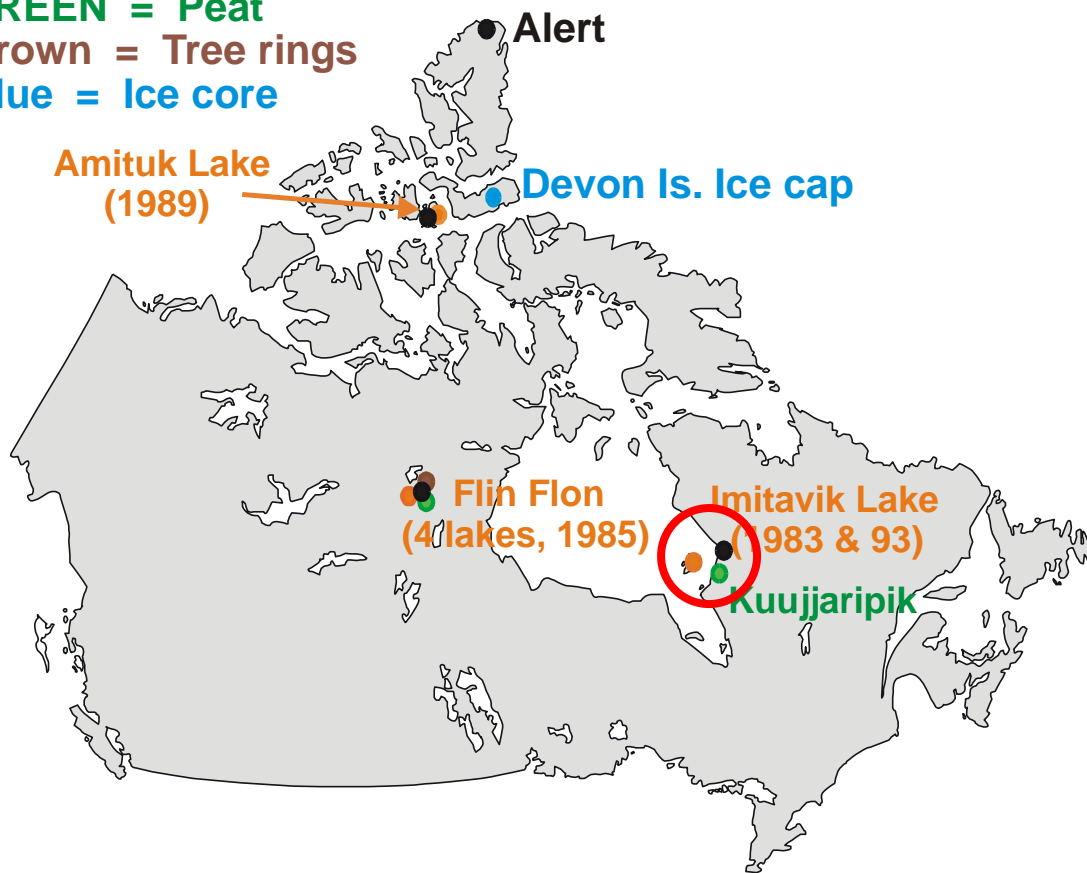 REEN = Peat
rown = Tree rings
lue = Ice core
Alert
Amituk Lake
(1989)
Devon Is. Ice cap
Flin Flon
(4 lakes, 1985)
Imitavik Lake
(1983 & 93)
Kuujjaripik